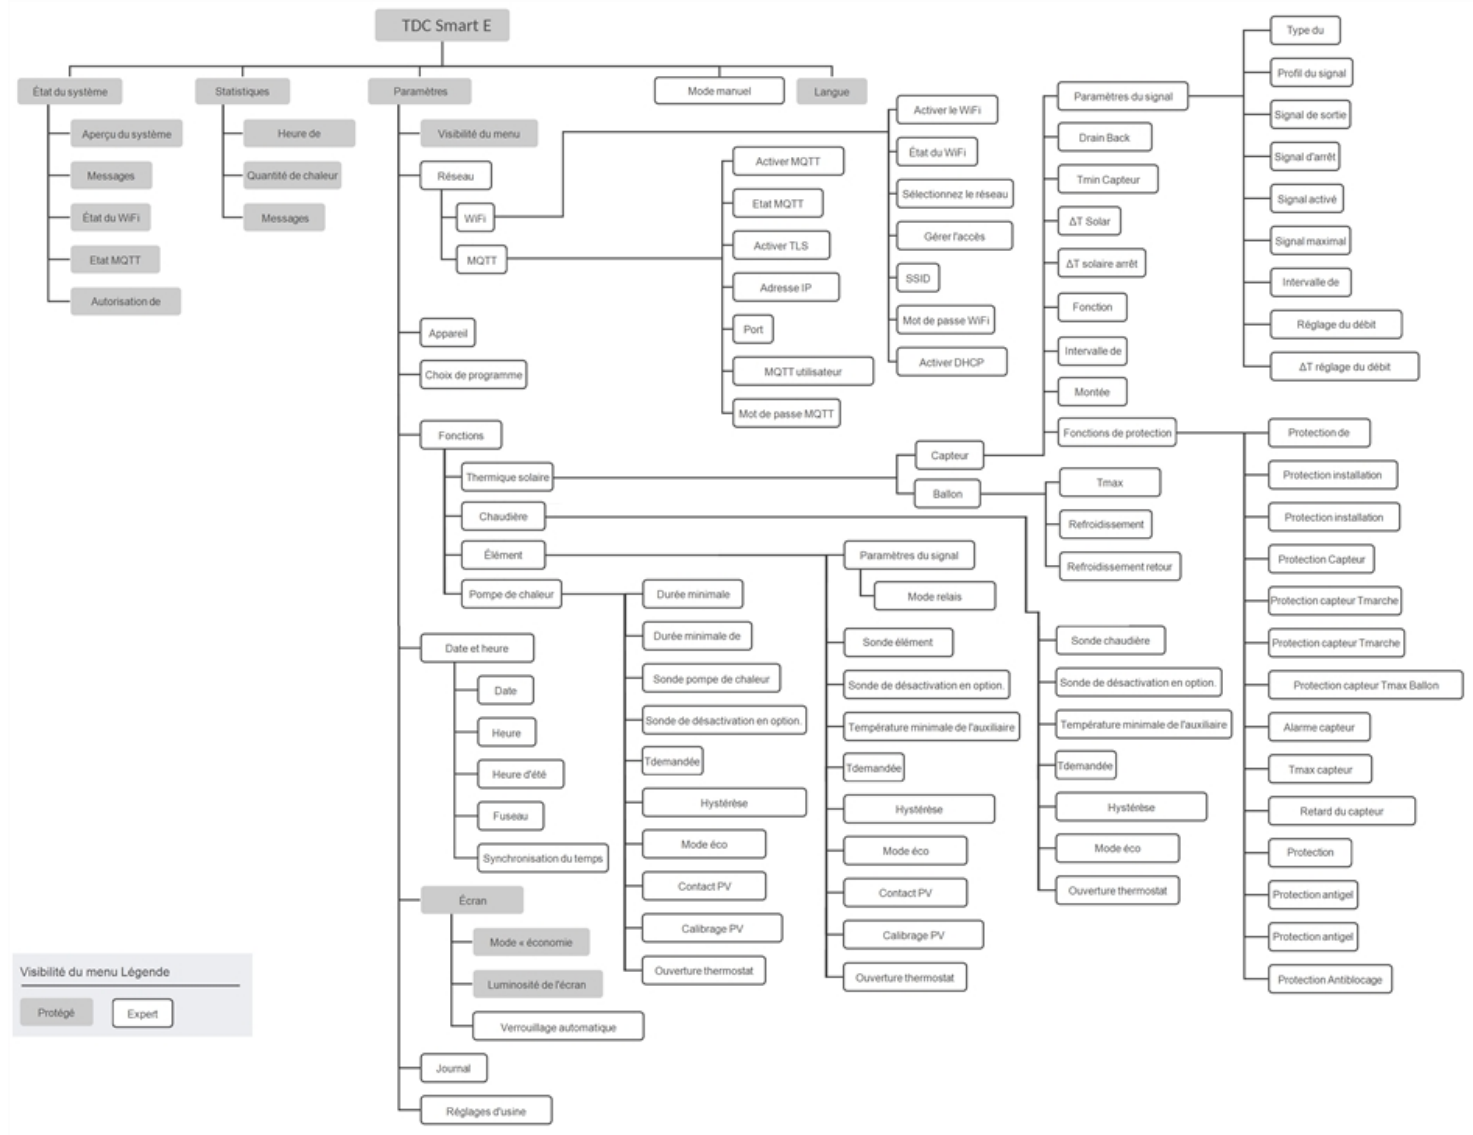 TDC Smart E
État du système
Aperçu du système
Messages
État du WiFi
Etat MQTT
Autorisation de
Statistiques
Heure de
Quantité de chaleur
Messages
Paramètres
Visibilité du menu
Réseau
WiFi
MQTT
Appareil
Choix de programme
Fonctions
Thermique solaire
Chaudière
Élément
Pompe de chaleur
Date et heure
Date
Heure
Heure d'été
Fuseau
Synchronisation du temps
Écran
Mode « économie
Luminosité de l'écran
Verrouillage automatique
Journal
Réglages d'usine
Mode manuel
Langue
Activer MQTT
Etat MQTT
Activer TLS
Adresse IP
Port
MQTT utilisateur
Mot de passe MQTT
Activer le WiFi
État du WiFi
Sélectionnez le réseau
Gérer l'accès
SSID
Mot de passe WiFi
Activer DHCP
Capteur
Ballon
Paramètres du signal
Drain Back
Tmin Capteur
ΔT Solar
ΔT solaire arrêt
Fonction
Intervalle de
Montée
Fonctions de protection
Tmax
Refroidissement
Refroidissement retour
Type du
Profil du signal
Signal de sortie
Signal d'arrêt
Signal activé
Signal maximal
Intervalle de
Réglage du débit
ΔT réglage du débit
Protection de
Protection installation
Protection installation
Protection Capteur
Protection capteur Tmarche
Protection capteur Tmarche
Protection capteur Tmax Ballon
Alarme capteur
Tmax capteur
Retard du capteur
Protection
Protection antigel
Protection antigel
Protection Antiblocage
Durée minimale
Durée minimale de
Sonde pompe de chaleur
Sonde de désactivation en option.
Tdemandée
Hystérèse
Mode éco
Contact PV
Calibrage PV
Ouverture thermostat
Paramètres du signal
Mode relais
Sonde élément
Sonde de désactivation en option.
Température minimale de l'auxiliaire
Tdemandée
Hystérèse
Mode éco
Contact PV
Calibrage PV
Ouverture thermostat
Sonde chaudière
Sonde de désactivation en option.
Température minimale de l'auxiliaire
Tdemandée
Hystérèse
Mode éco
Ouverture thermostat
Visibilité du menu Légende
Protégé
Expert